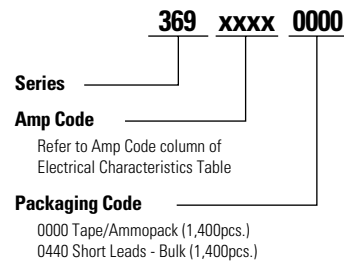 369 xxxx 0000
Series
Amp Code
Refer to Amp Code column of
Electrical Characteristics Table
Packaging Code
0000 Tape/Ammopack (1,400pcs.)
0440 Short Leads - Bulk (1,400pcs.)